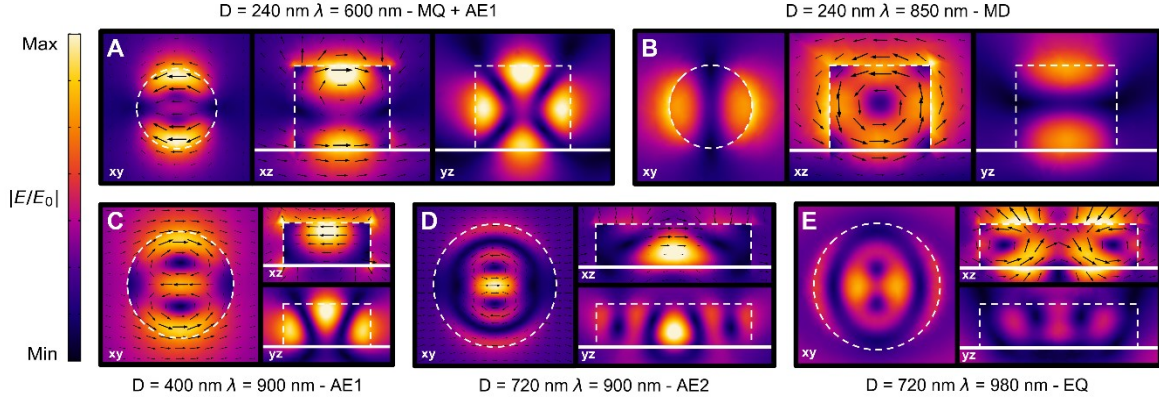 D = 240 nm λ = 600 nm - MQ + AE1
D = 240 nm λ = 850 nm - MD
Max
|E/E₀|
Min
A
xy
xz
yz
B
xy
xz
yz
C
xy
xz
yz
D
xy
xz
yz
E
xy
xz
yz
D = 400 nm λ = 900 nm - AE1
D = 720 nm λ = 900 nm - AE2
D = 720 nm λ = 980 nm - EQ